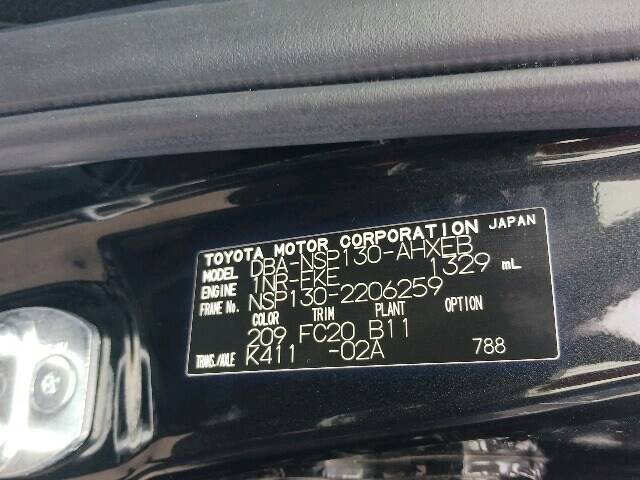 TOYOTA MOTOR CORPORATION JAPAN
MODEL DBA-NSP130-AHXEB
ENGINE 1NR-FKE 1329 mL
FRAME No. NSP130-2206259
COLOR TRIM PLANT OPTION
209 FC20 B11
TRANS./AXLE K411 -02A 788